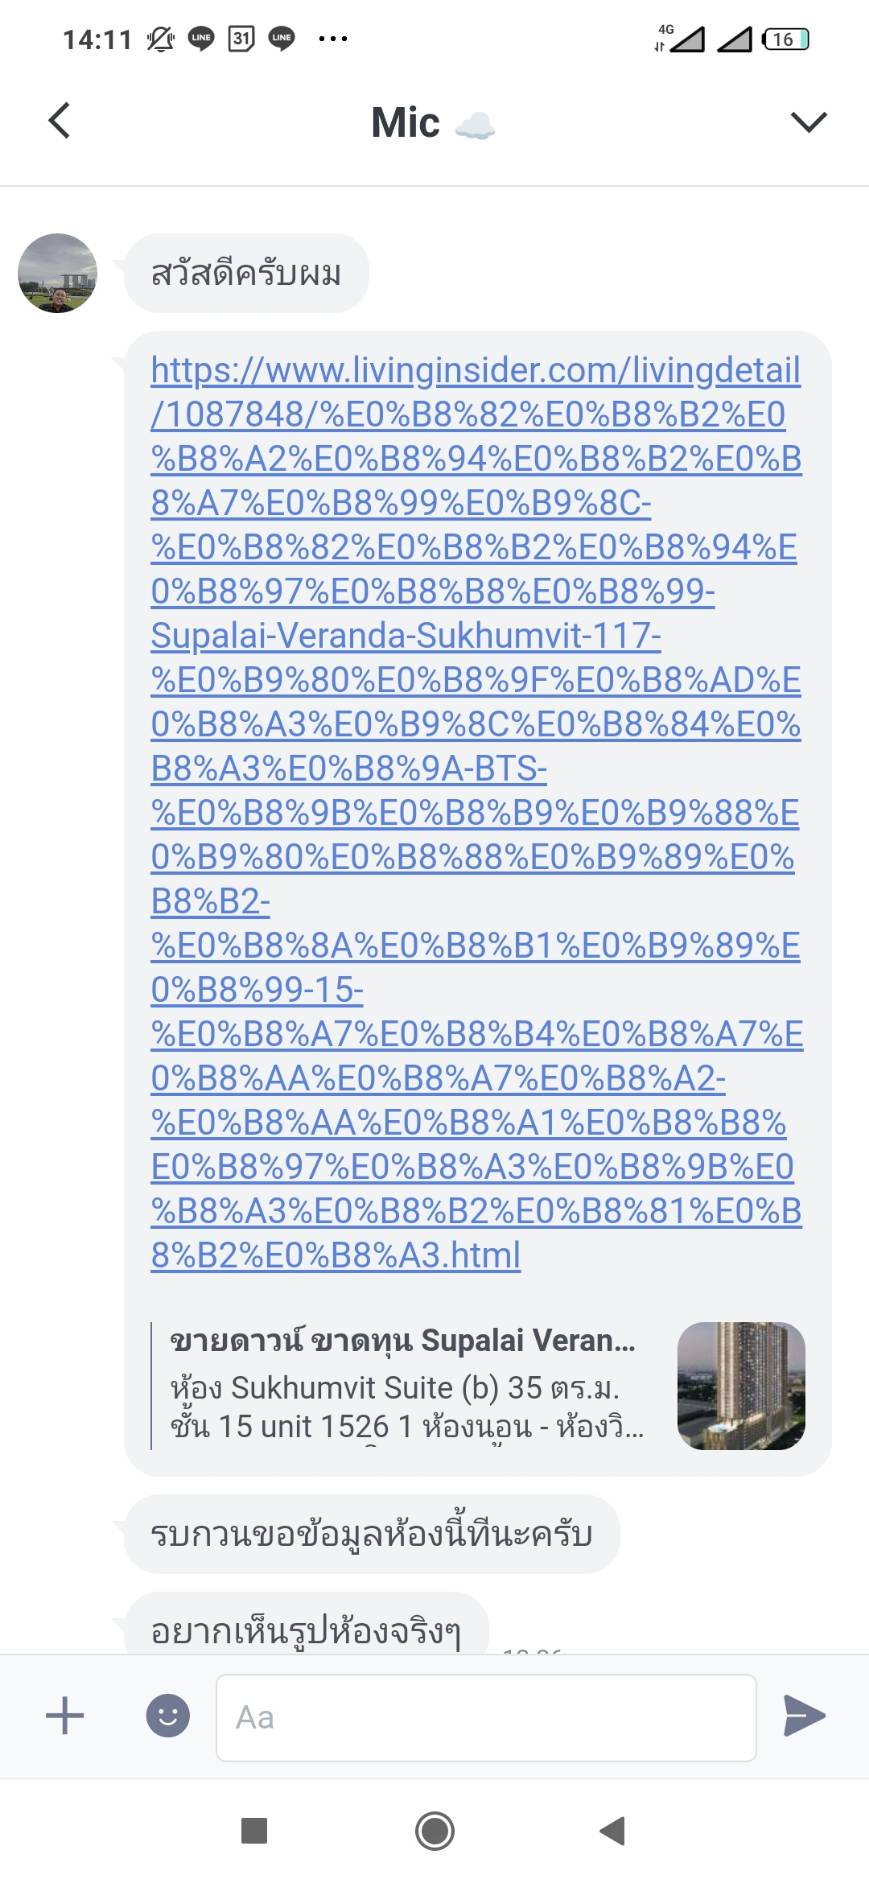 14:11
LINE
31
LINE
4G
16
Mic
สวัสดีครับผม
https://www.livinginsider.com/livingdetail
/1087848/%E0%B8%82%E0%B8%B2%E0
%B8%A2%E0%B8%94%E0%B8%B2%E0%B
8%A7%E0%B8%99%E0%B9%8C-
%E0%B8%82%E0%B8%B2%E0%B8%94%E
0%B8%97%E0%B8%B8%E0%B8%99-
Supalai-Veranda-Sukhumvit-117-
%E0%B9%80%E0%B8%9F%E0%B8%AD%E
0%B8%A3%E0%B9%8C%E0%B8%84%E0%
B8%A3%E0%B8%9A-BTS-
%E0%B8%9B%E0%B8%B9%E0%B9%88%E
0%B9%80%E0%B8%88%E0%B9%89%E0%
B8%B2-
%E0%B8%8A%E0%B8%B1%E0%B9%89%E
0%B8%99-15-
%E0%B8%A7%E0%B8%B4%E0%B8%A7%E
0%B8%AA%E0%B8%A7%E0%B8%A2-
%E0%B8%AA%E0%B8%A1%E0%B8%B8%
E0%B8%97%E0%B8%A3%E0%B8%9B%E0
%B8%A3%E0%B8%B2%E0%B8%81%E0%B
8%B2%E0%B8%A3.html
ขายดาวน์ ขาดทุน Supalai Veran...
ห้อง Sukhumvit Suite (b) 35 ตร.ม.
ชั้น 15 unit 1526 1 ห้องนอน - ห้องวิ...
รบกวนขอข้อมูลห้องนี้ทีนะครับ
อยากเห็นรูปห้องจริงๆ
Aa